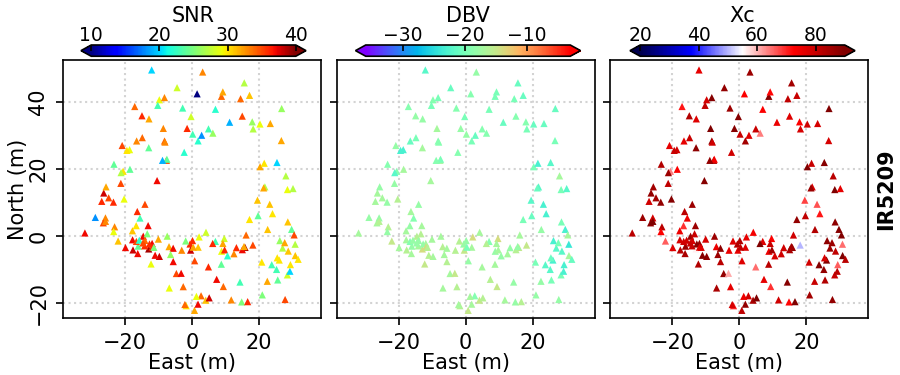 SNR DBV Xc
10 20 30 40 −30 −20 −10 20 40 60 80
40
20
0
−20
North (m)
IR5209
−20 0 20 −20 0 20 −20 0 20
East (m) East (m) East (m)